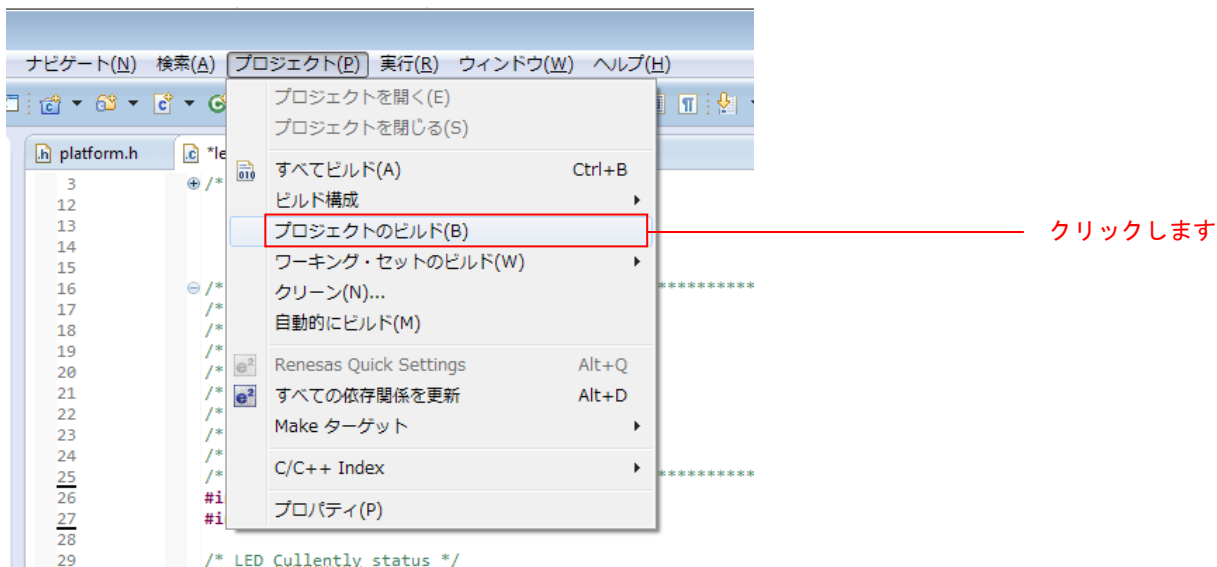 ナビゲート(N) 検索(A) プロジェクト(P) 実行(R) ウィンドウ(W) ヘルプ(H)
プロジェクトを開く(E)
プロジェクトを閉じる(S)
platform.h *le
すべてビルド(A) Ctrl+B
ビルド構成
プロジェクトのビルド(B)
クリックします
ワーキング・セットのビルド(W)
クリーン(N)...
自動的にビルド(M)
Renesas Quick Settings Alt+Q
すべての依存関係を更新 Alt+D
Make ターゲット
C/C++ Index
プロパティ(P)
3 /*
12
13
14
15
16 /* **********
17 /*
18 /*
19 /*
20 /*
21 /*
22 /*
23 /*
24 /*
25 /* **********
26 #i
27 #i
28
29 /* LED Cullently status */